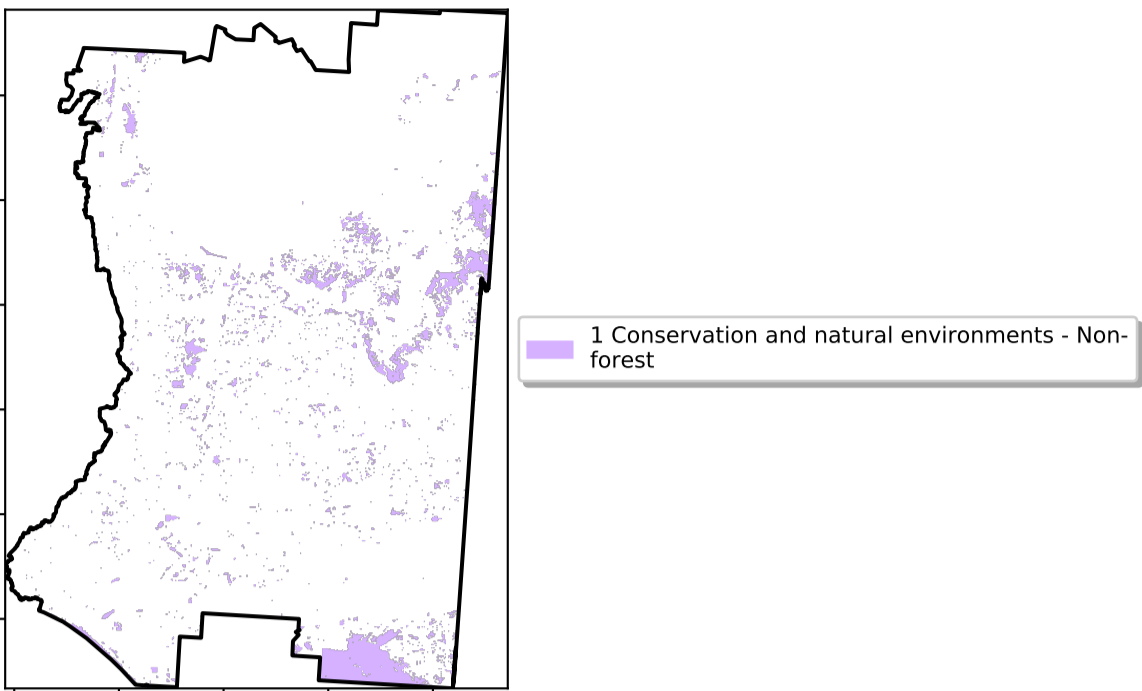 1 Conservation and natural environments - Non-
forest